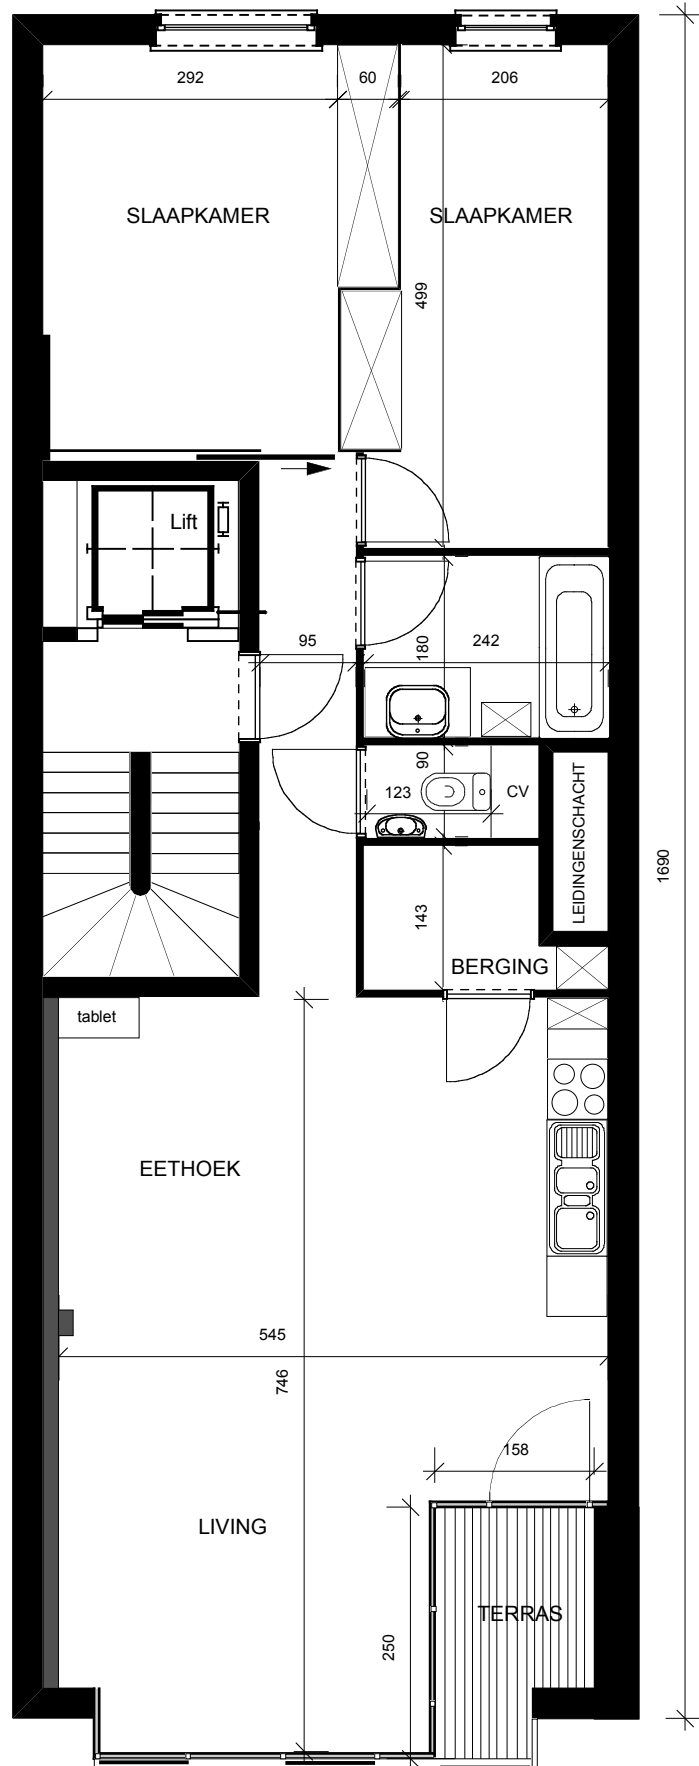 292
60
206
SLAAPKAMER
SLAAPKAMER
499
Lift
95
180
242
90
123
CV
LEIDINGENSCHACHT
1690
143
BERGING
tablet
EETHOEK
545
746
158
LIVING
TERRAS
250